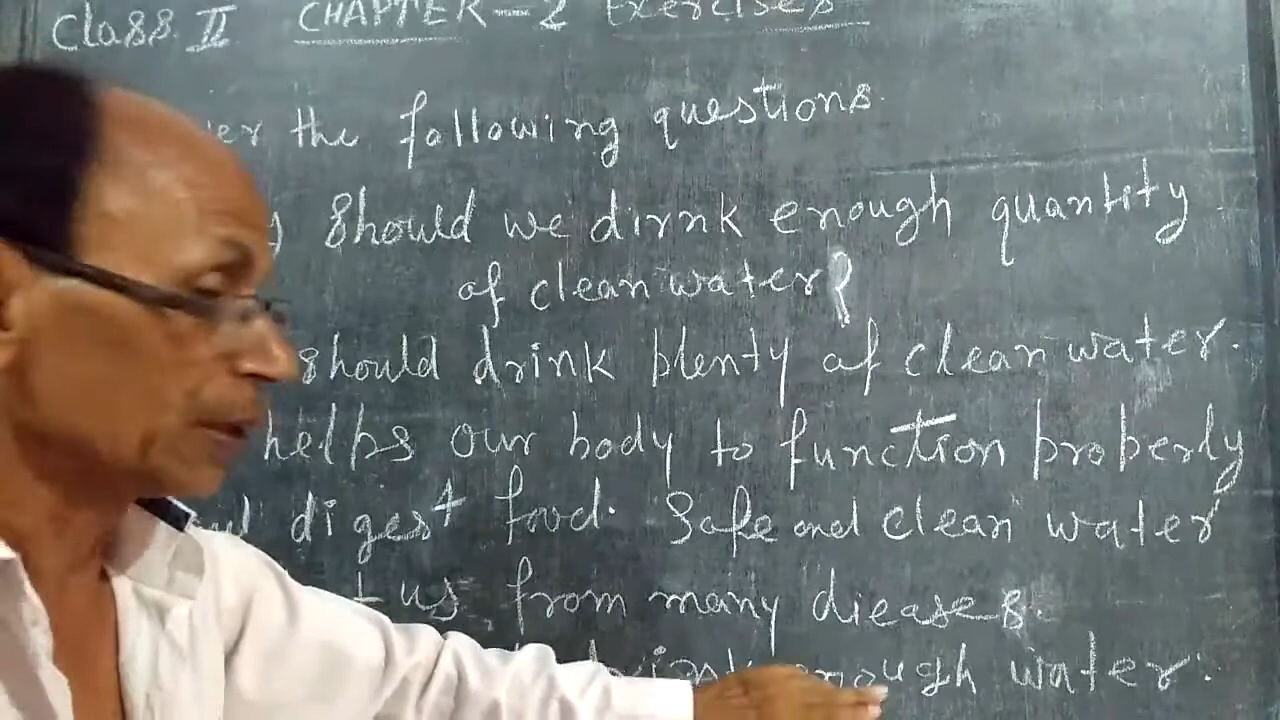 Class. II CHAPTER-2 Exercises
the following questions.
should we dirnk enough quantity
of clean water?
should drink plenty of clean water.
helps our body to function properly
digest food. Safe and clean water
us from many dieases.
enough water.